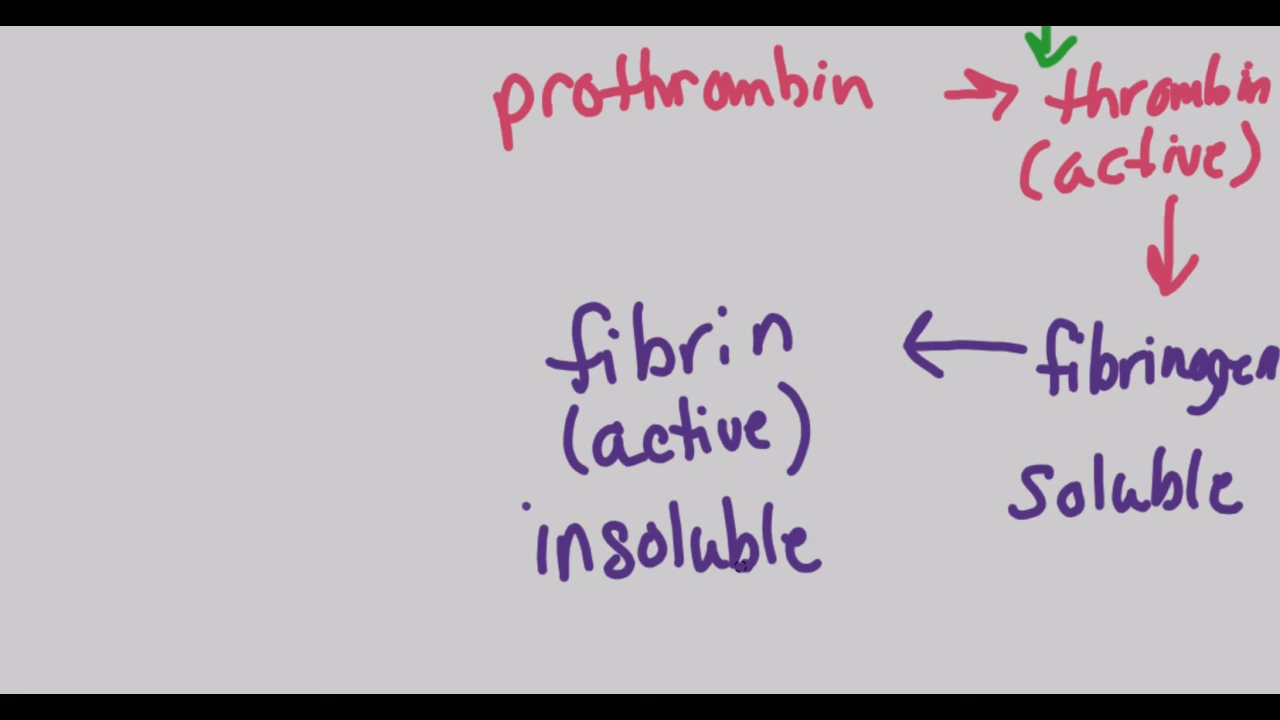 prothrombin → thrombin
(active)
fibrin ← fibrinogen
(active)
soluble
insoluble